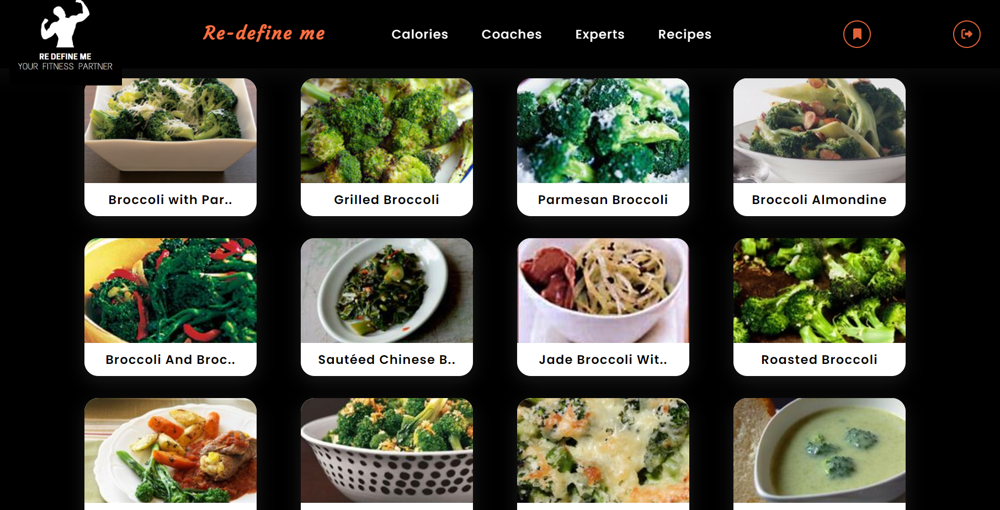 RE DEFINE ME
YOUR FITNESS PARTNER
Re-define me
Calories
Coaches
Experts
Recipes
Broccoli with Par..
Grilled Broccoli
Parmesan Broccoli
Broccoli Almondine
Broccoli And Broc..
Sautéed Chinese B..
Jade Broccoli Wit..
Roasted Broccoli